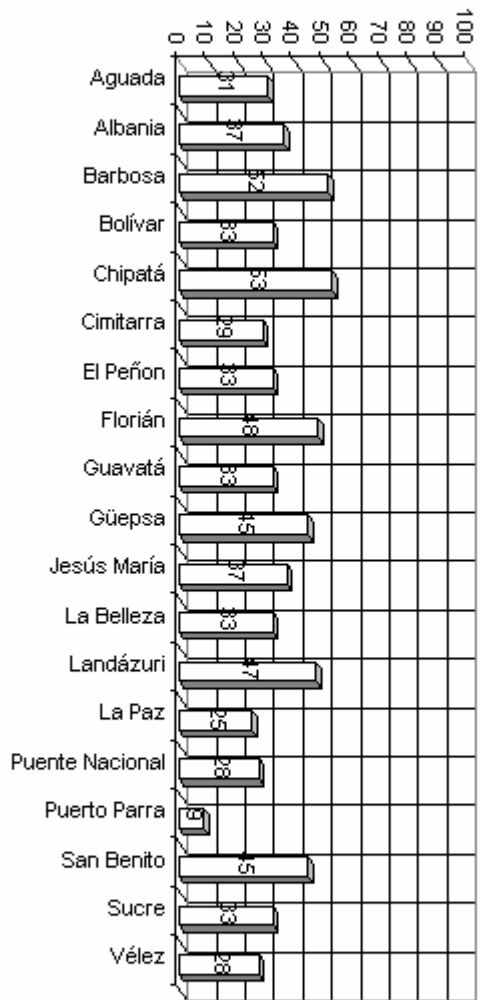 0 10 20 30 40 50 60 70 80 90 100
Aguada 31
Albania 37
Barbosa 52
Bolívar 33
Chipatá 53
Cimitarra 29
El Peñon 33
Florián 48
Guavatá 33
Güepsa 45
Jesús María 37
La Belleza 33
Landázuri 47
La Paz 25
Puente Nacional 28
Puerto Parra 9
San Benito 45
Sucre 33
Vélez 28